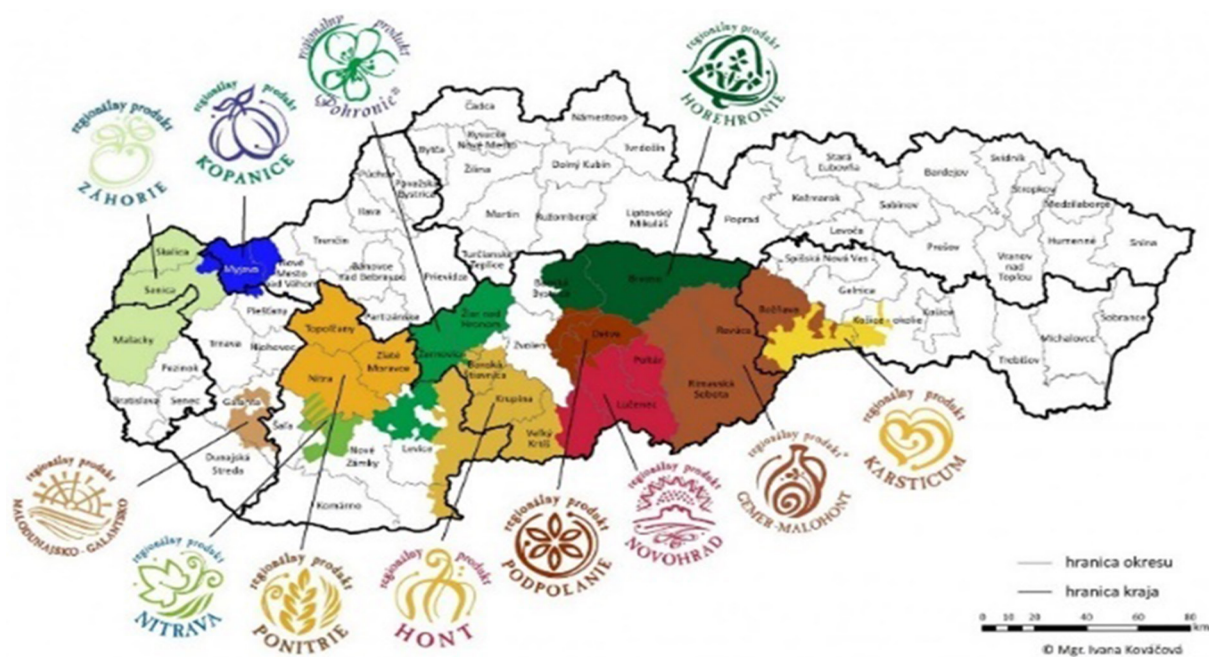 regionálny produkt
"Pohronie"
regionálny produkt
HOREHRONIE
regionálny produkt
KOPANICE
regionálny produkt
ZÁHORIE
Čadca
Námestovo
Bytča
Kysucké
Nové Mesto
Tvrdošín
Žilina
Dolný Kubín
Púchov
Považská
Bystrica
Ilava
Martin
Ružomberok
Liptovský
Mikuláš
Stará
Ľubovňa
Bardejov
Svidník
Stropkov
Medzilaborce
Kežmarok
Sabinov
Poprad
Levoča
Prešov
Humenné
Snina
Vranov
nad
Topľou
Skalica
Myjava
Nové
Mesto
nad Váhom
Trenčín
Bánovce
nad Bebravou
Prievidza
Turčianske
Teplice
Banská
Bystrica
Brezno
Spišská Nová Ves
Gelnica
Senica
Piešťany
Topoľčany
Partizánske
Žiar nad
Hronom
Rožňava
Košice - okolie
Košice
Sobrance
Michalovce
Trebišov
Malacky
Trnava
Hlohovec
Zlaté
Moravce
Žarnovica
Zvolen
Detva
Revúca
Pezinok
Nitra
Banská
Štiavnica
Poltár
Rimavská
Sobota
Bratislava
Senec
Galanta
Šaľa
Krupina
Lučenec
Dunajská
Streda
Nové
Zámky
Levice
Veľký
Krtíš
Komárno
regionálny produkt
MALODUNAJSKO - GALANTSKO
regionálny produkt
NITRAVA
regionálny produkt
PONITRIE
regionálny produkt
HONT
regionálny produkt
PODPOĽANIE
regionálny produkt
NOVOHRAD
regionálny produkt
GEMER-MALOHONT
regionálny produkt
KARSTICUM
hranica okresu
hranica kraja
0 10 20 40 60 80
km
© Mgr. Ivana Kováčová